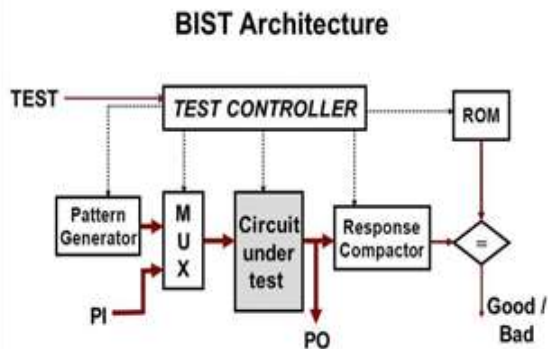 BIST Architecture
TEST
TEST CONTROLLER
ROM
Pattern
Generator
M
U
X
Circuit
under
test
Response
Compactor
=
PI
PO
Good /
Bad